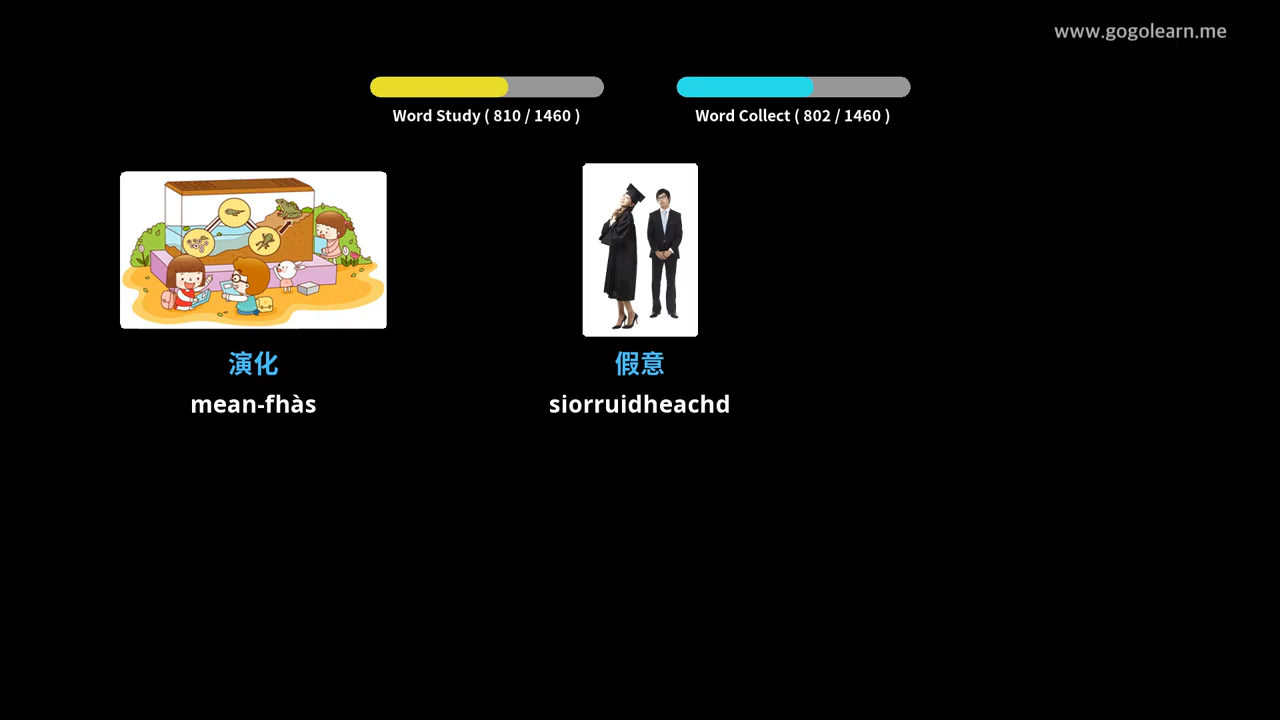 www.gogolearn.me
Word Study ( 810 / 1460 )
Word Collect ( 802 / 1460 )
演化
mean-fhàs
假意
siorruidheachd